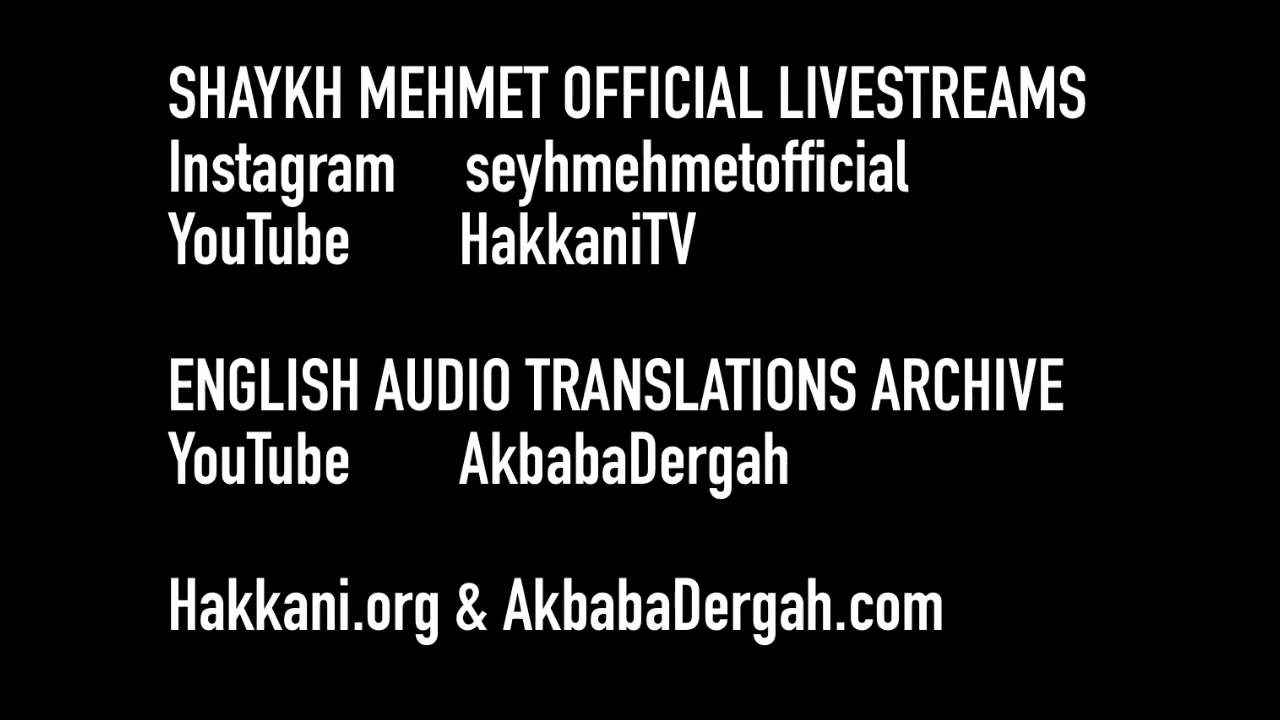 SHAYKH MEHMET OFFICIAL LIVESTREAMS
Instagram seyhmehmetofficial
YouTube HakkaniTV
ENGLISH AUDIO TRANSLATIONS ARCHIVE
YouTube AkbabaDergah
Hakkani.org & AkbabaDergah.com